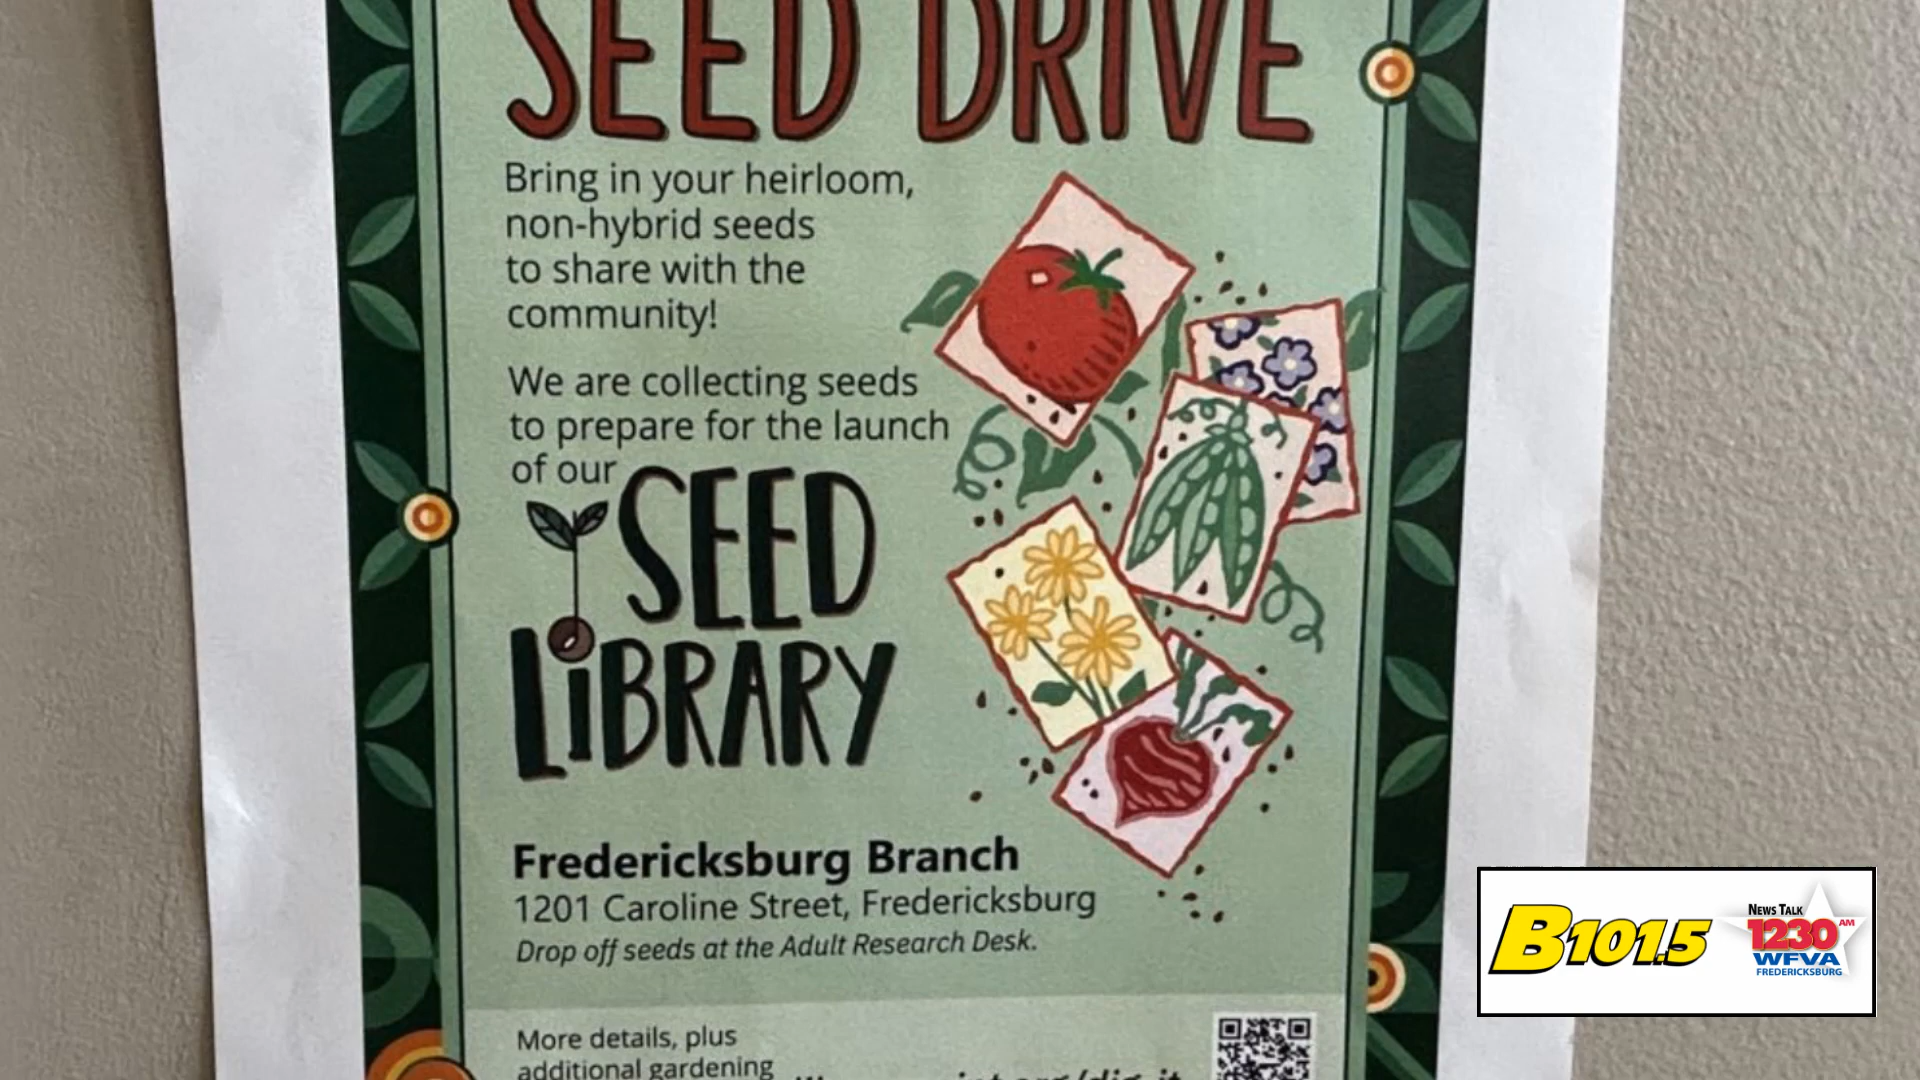 SEED DRIVE
Bring in your heirloom,
non-hybrid seeds
to share with the
community!
We are collecting seeds
to prepare for the launch
of our
SEED
LiBRARY
Fredericksburg Branch
1201 Caroline Street, Fredericksburg
Drop off seeds at the Adult Research Desk.
More details, plus
additional gardening
B101.5
NEWS TALK
1230 AM
WFVA
FREDERICKSBURG